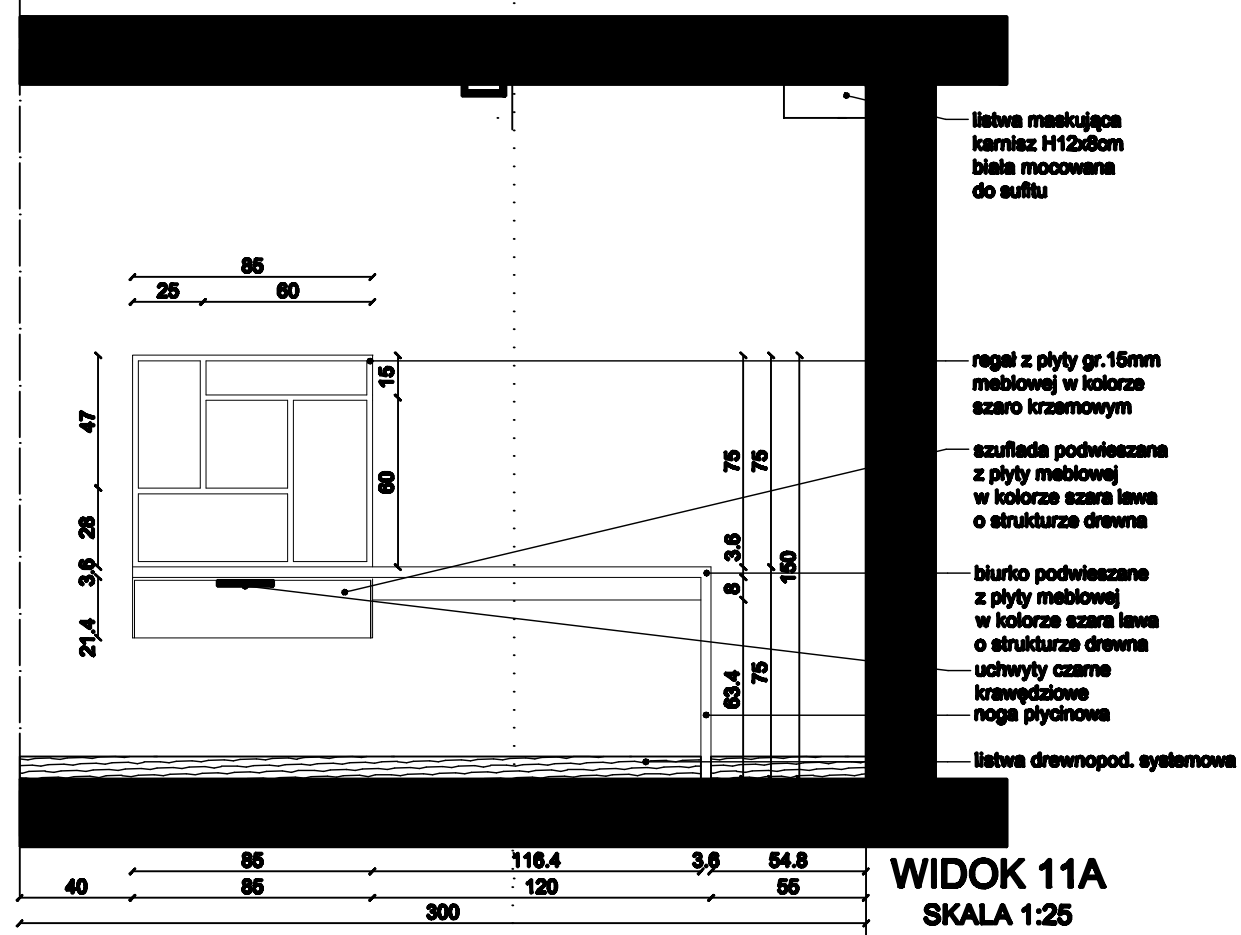 listwa maskująca
karnisz H12x8cm
biała mocowana
do sufitu
85
25 60
regał z płyty gr.15mm
meblowej w kolorze
szaro krzemowym
15
47
60
28
3.6
21.4
75 75
3.6
150
8
63.4 75
szuflada podwieszana
z płyty meblowej
w kolorze szara lawa
o strukturze drewna
biurko podwieszane
z płyty meblowej
w kolorze szara lawa
o strukturze drewna
uchwyty czarne
krawędziowe
noga płycinowa
listwa drewnopod. systemowa
85 116.4 3.6 54.8
40 85 120 55
300
WIDOK 11A
SKALA 1:25